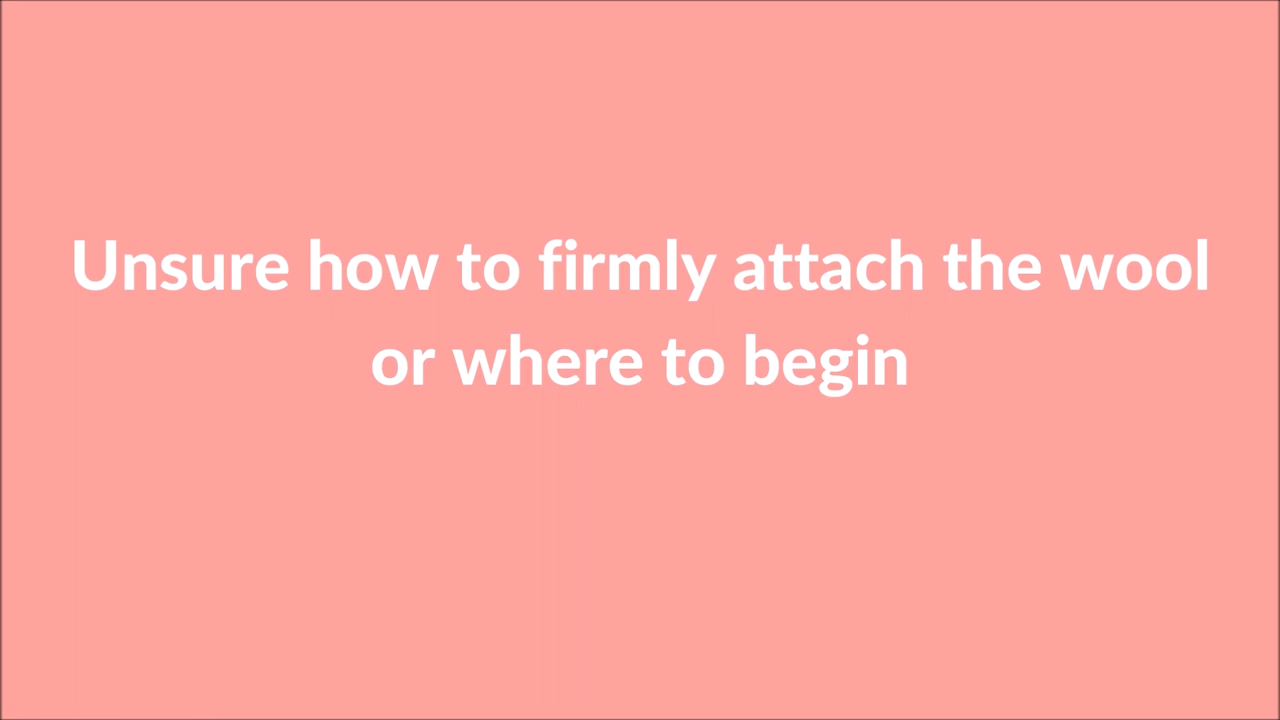 Unsure how to firmly attach the wool
or where to begin